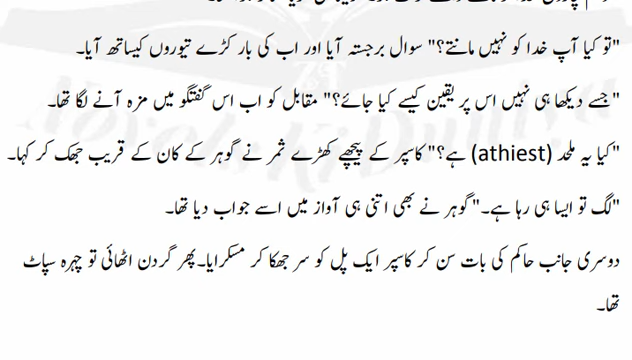 "تو کیا آپ خدا کو نہیں مانتے؟" سوال برجستہ آیا اور اب کی بار کڑے تیوروں کیساتھ آیا۔
"جسے دیکھا ہی نہیں اس پر یقین کیسے کیا جائے؟" مقابل کو اب اس گفتگو میں مزہ آنے لگا تھا۔
"کیا یہ ملحد (athiest) ہے؟" کاسپر کے پیچھے کھڑے ثمر نے گوہر کے کان کے قریب جھک کر کہا۔
"لگ تو ایسا ہی رہا ہے۔" گوہر نے بھی اتنی ہی آواز میں اسے جواب دیا تھا۔
دوسری جانب حاکم کی بات سن کر کاسپر ایک پل کو سر جھکا کر مسکرایا۔ پھر گردن اٹھائی تو چہرہ سپاٹ
تھا۔